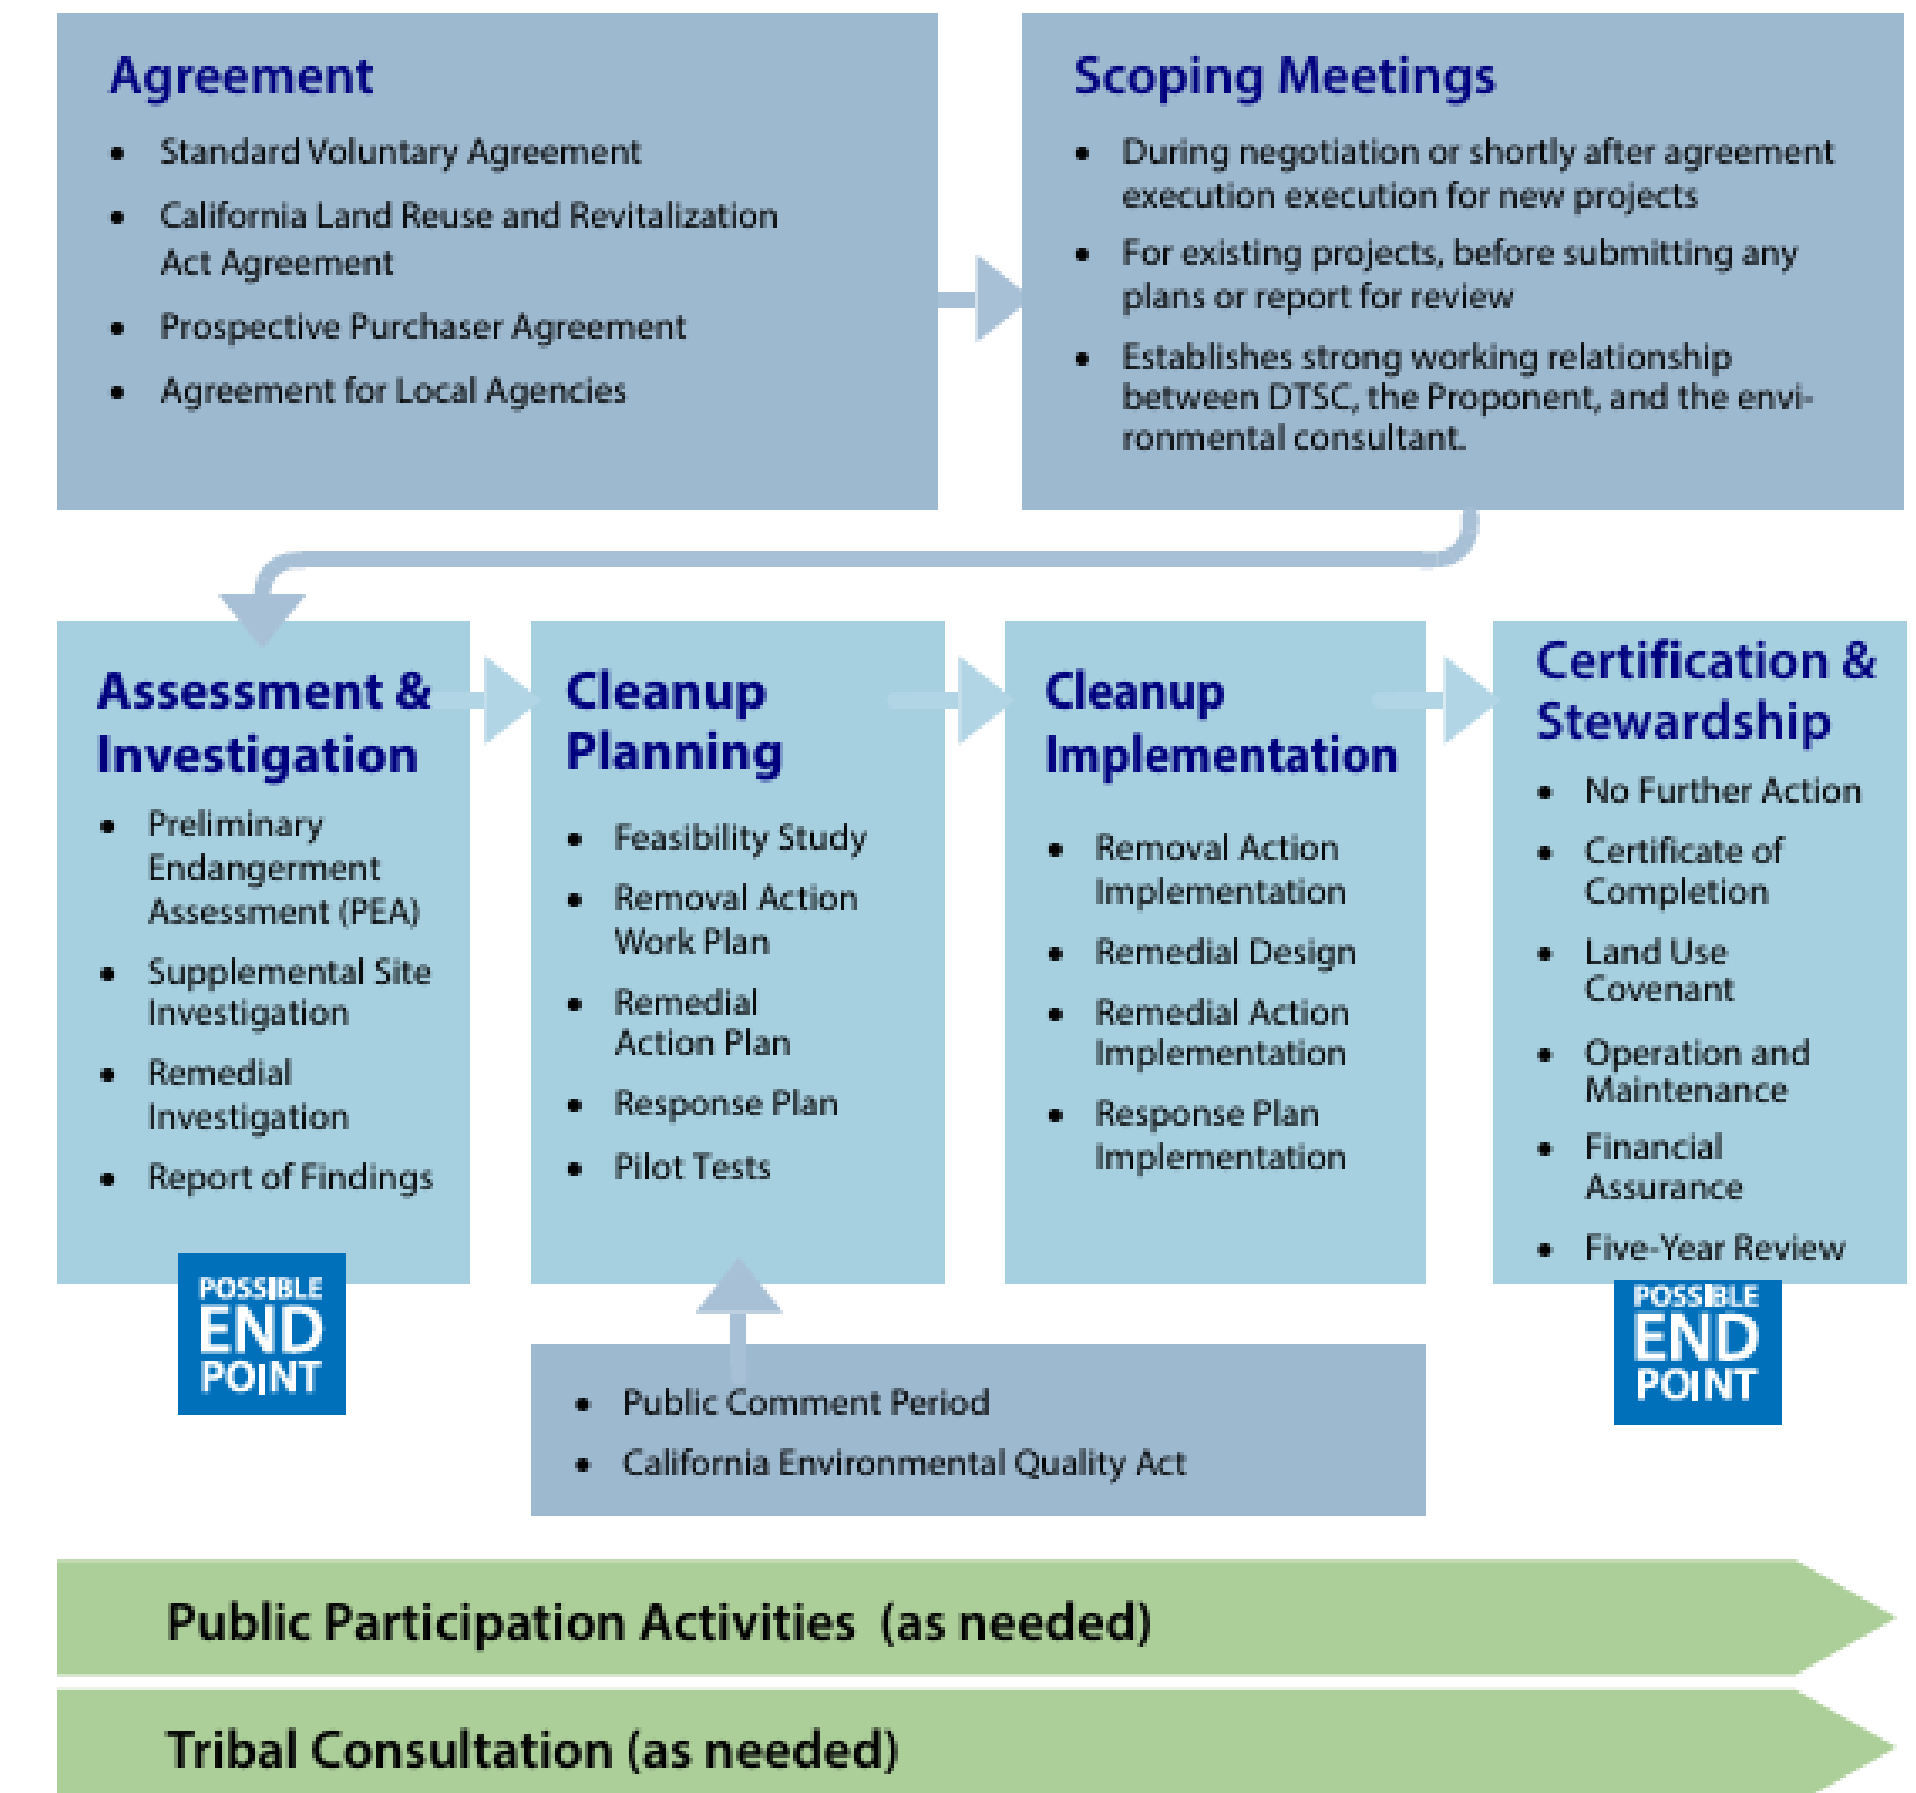 Agreement
• Standard Voluntary Agreement
• California Land Reuse and Revitalization
Act Agreement
• Prospective Purchaser Agreement
• Agreement for Local Agencies
Scoping Meetings
• During negotiation or shortly after agreement
execution execution for new projects
• For existing projects, before submitting any
plans or report for review
• Establishes strong working relationship
between DTSC, the Proponent, and the envi-
ronmental consultant.
Assessment &
Investigation
• Preliminary
Endangerment
Assessment (PEA)
• Supplemental Site
Investigation
• Remedial
Investigation
• Report of Findings
POSSIBLE
END
POINT
Cleanup
Planning
• Feasibility Study
• Removal Action
Work Plan
• Remedial
Action Plan
• Response Plan
• Pilot Tests
Cleanup
Implementation
• Removal Action
Implementation
• Remedial Design
• Remedial Action
Implementation
• Response Plan
Implementation
Certification &
Stewardship
• No Further Action
• Certificate of
Completion
• Land Use
Covenant
• Operation and
Maintenance
• Financial
Assurance
• Five-Year Review
POSSIBLE
END
POINT
• Public Comment Period
• California Environmental Quality Act
Public Participation Activities (as needed)
Tribal Consultation (as needed)